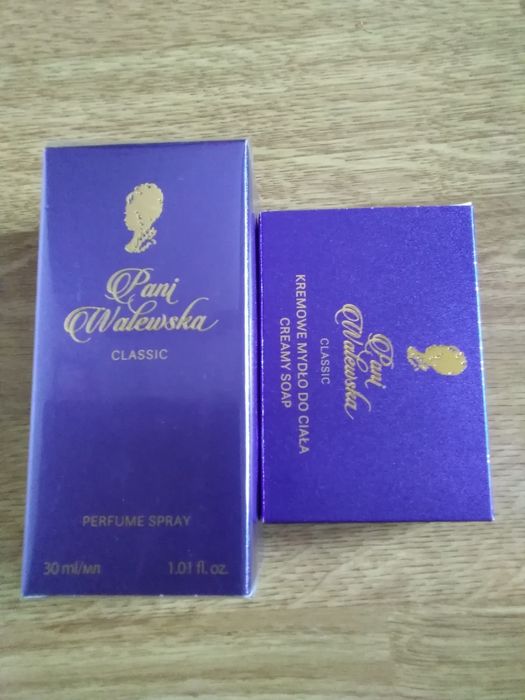 Pani
Walewska
CLASSIC
PERFUME SPRAY
30 ml/мл 1.01 fl. oz.
Pani
Walewska
CLASSIC
KREMOWE MYDŁO DO CIAŁA
CREAMY SOAP